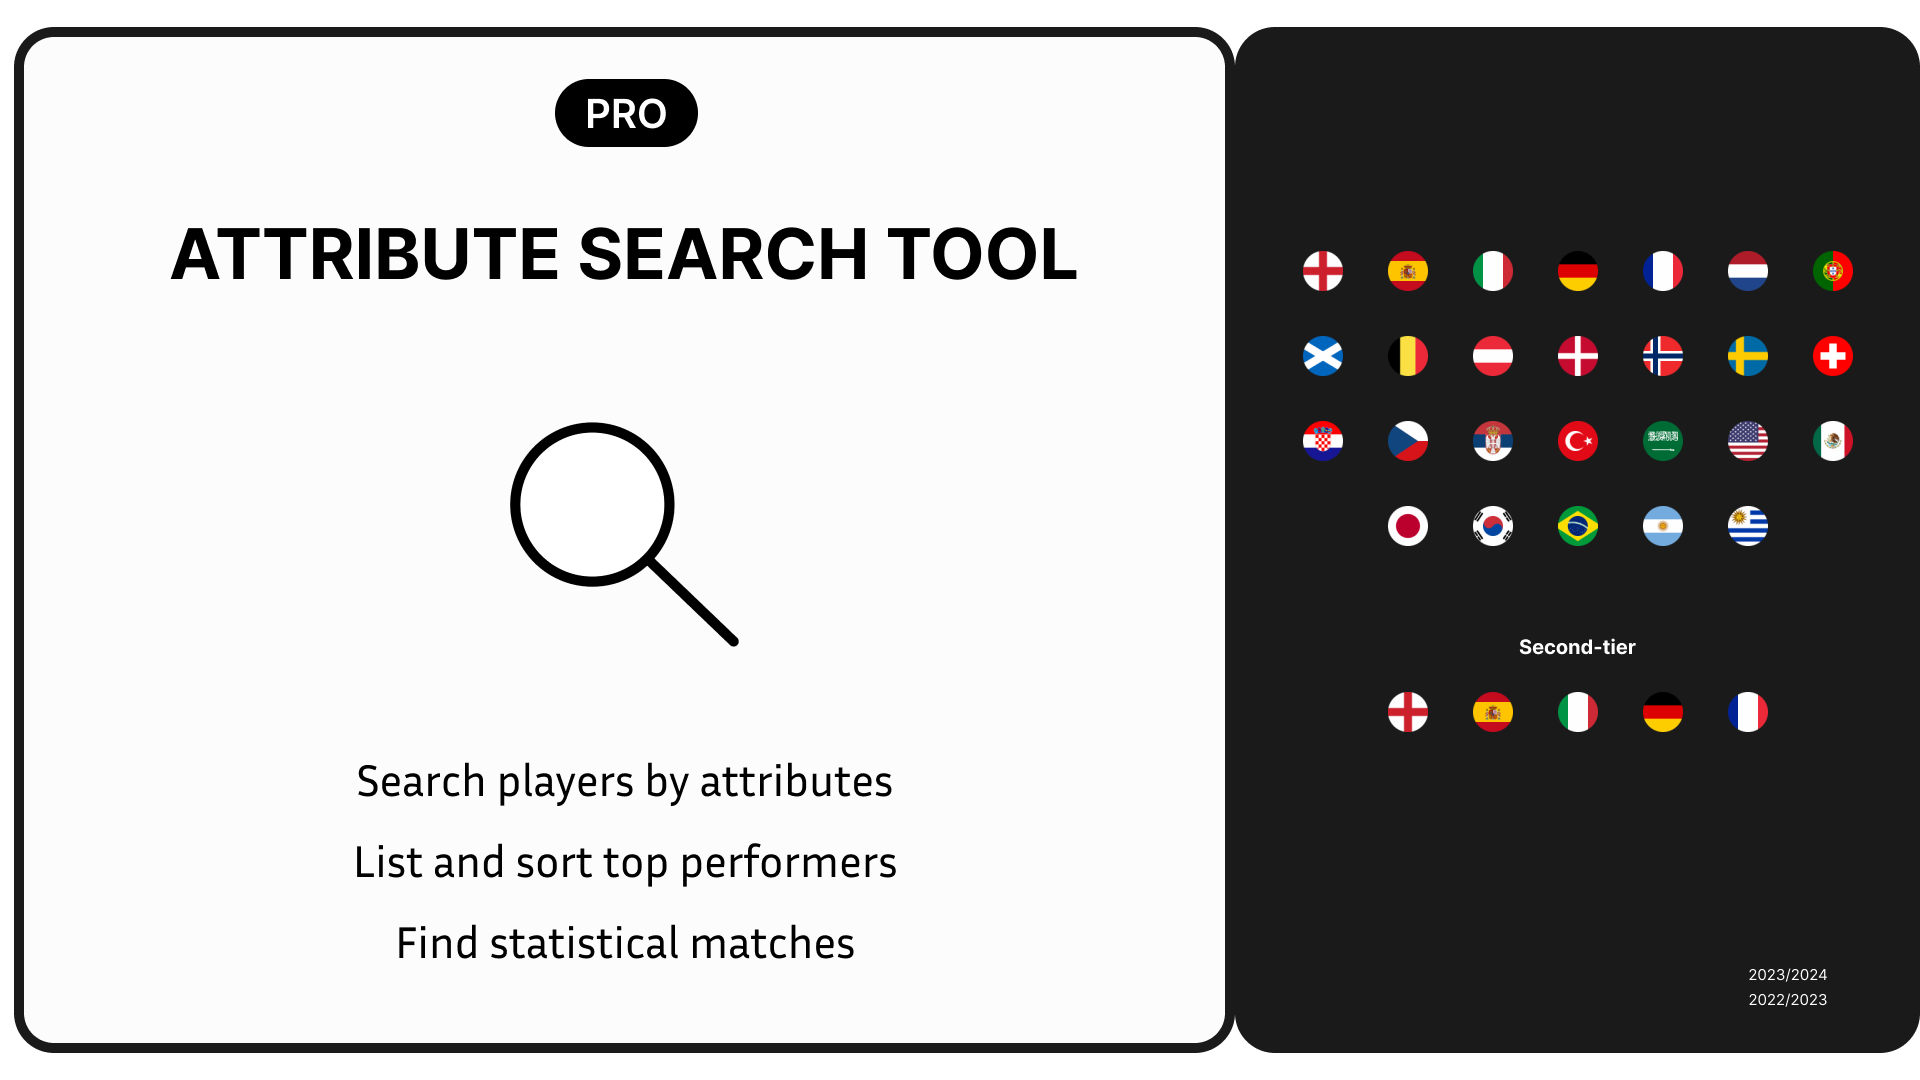 PRO
ATTRIBUTE SEARCH TOOL
Search players by attributes
List and sort top performers
Find statistical matches
Second-tier
2023/2024
2022/2023